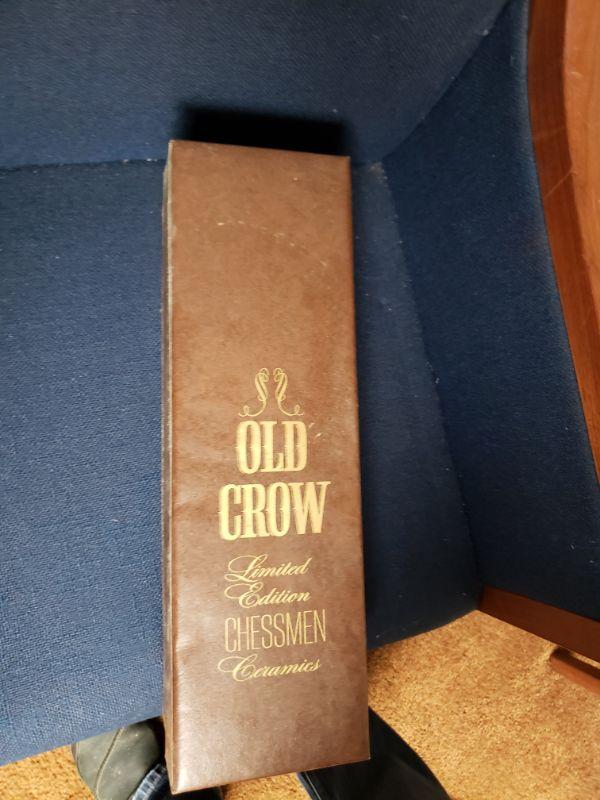 OLD
CROW
Limited
Edition
CHESSMEN
Ceramics